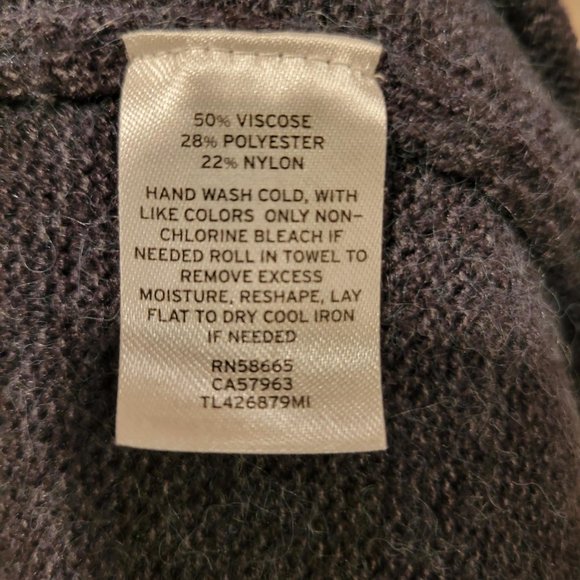 50% VISCOSE
28% POLYESTER
22% NYLON
HAND WASH COLD, WITH
LIKE COLORS ONLY NON-
CHLORINE BLEACH IF
NEEDED ROLL IN TOWEL TO
REMOVE EXCESS
MOISTURE, RESHAPE, LAY
FLAT TO DRY COOL IRON
IF NEEDED
RN58665
CA57963
TL426879MI